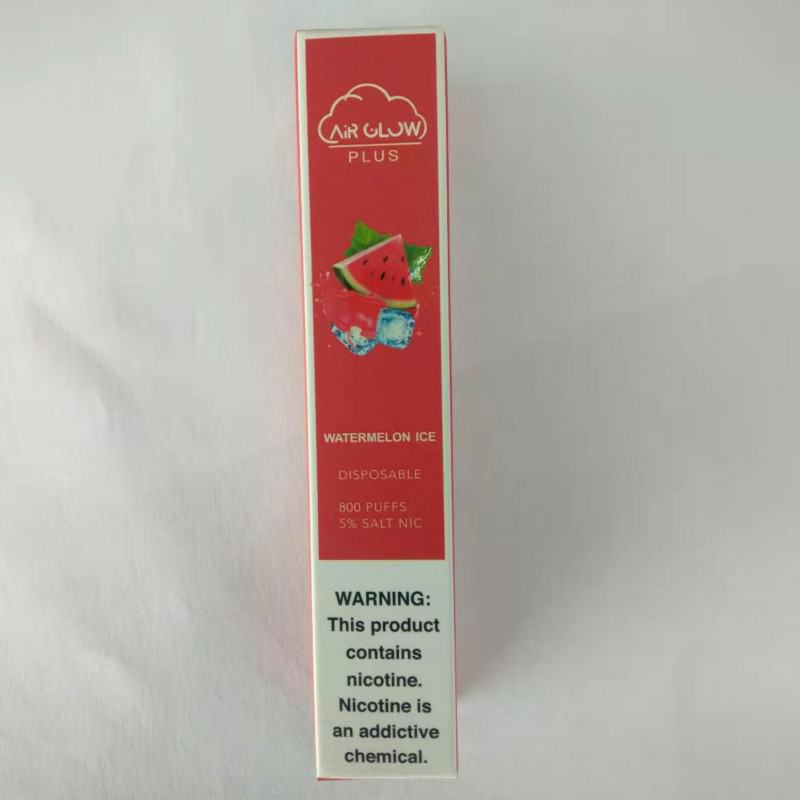 AiR GLOW
PLUS
WATERMELON ICE
DISPOSABLE
800 PUFFS
5% SALT NIC
WARNING:
This product
contains
nicotine.
Nicotine is
an addictive
chemical.